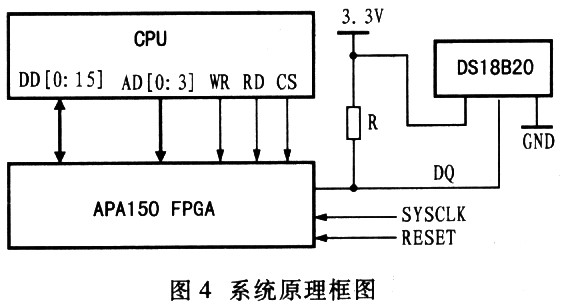 CPU
DD[0:15] AD[0:3] WR RD CS
3.3V
DS18B20
R
GND
DQ
APA150 FPGA
SYSCLK
RESET
图 4 系统原理框图